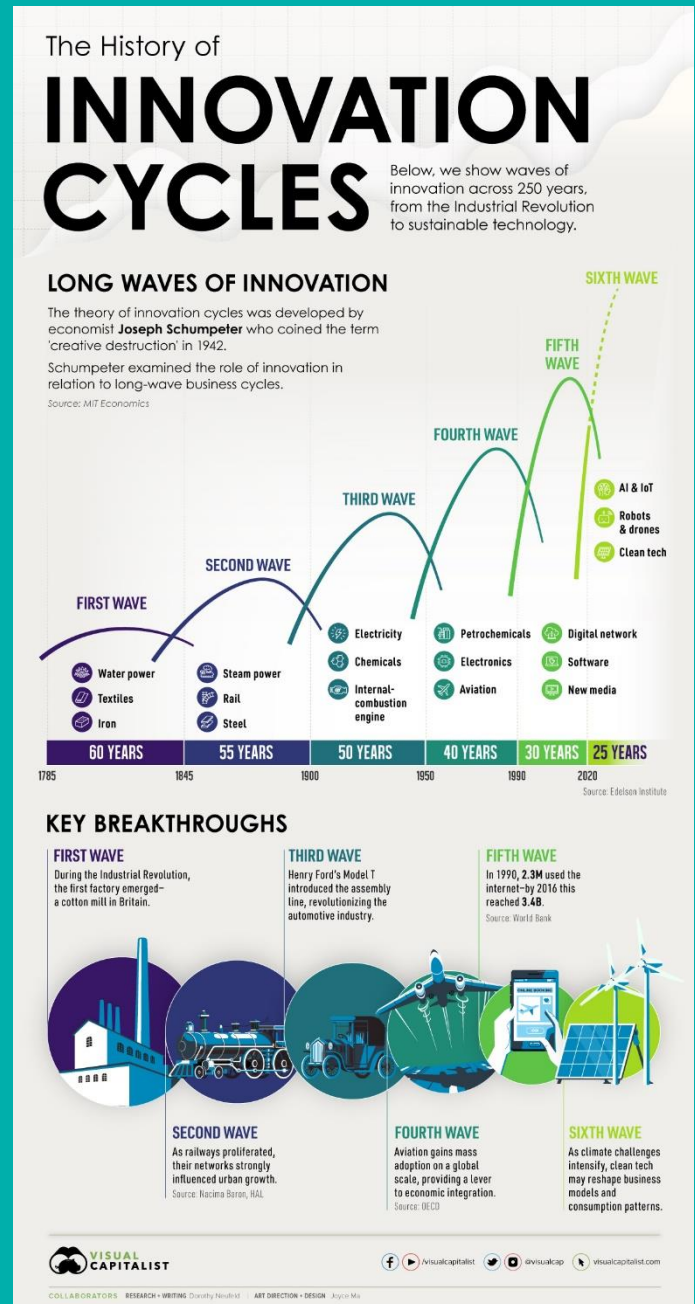 The History of
INNOVATION
CYCLES
Below, we show waves of
innovation across 250 years,
from the Industrial Revolution
to sustainable technology.
LONG WAVES OF INNOVATION
The theory of innovation cycles was developed by
economist Joseph Schumpeter who coined the term
'creative destruction' in 1942.
Schumpeter examined the role of innovation in
relation to long-wave business cycles.
Source: MIT Economics
FIRST WAVE
SECOND WAVE
THIRD WAVE
FOURTH WAVE
FIFTH
WAVE
SIXTH WAVE
Water power
Textiles
Iron
Steam power
Rail
Steel
Electricity
Chemicals
Internal-
combustion
engine
Petrochemicals
Electronics
Aviation
Digital network
Software
New media
AI & IoT
Robots
& drones
Clean tech
60 YEARS
55 YEARS
50 YEARS
40 YEARS
30 YEARS
25 YEARS
1785
1845
1900
1950
1990
2020
Source: Edelson Institute
KEY BREAKTHROUGHS
FIRST WAVE
During the Industrial Revolution,
the first factory emerged–
a cotton mill in Britain.
THIRD WAVE
Henry Ford's Model T
introduced the assembly
line, revolutionizing the
automotive industry.
FIFTH WAVE
In 1990, 2.3M used the
internet–by 2016 this
reached 3.4B.
Source: World Bank
SECOND WAVE
As railways proliferated,
their networks strongly
influenced urban growth.
Source: Nacima Baron, HAL
FOURTH WAVE
Aviation gains mass
adoption on a global
scale, providing a lever
to economic integration.
Source: OECD
SIXTH WAVE
As climate challenges
intensify, clean tech
may reshape business
models and
consumption patterns.
VISUAL
CAPITALIST
/visualcapitalist
@visualcap
visualcapitalist.com
COLLABORATORS RESEARCH + WRITING Dorothy Neufeld | ART DIRECTION + DESIGN Joyce Ma